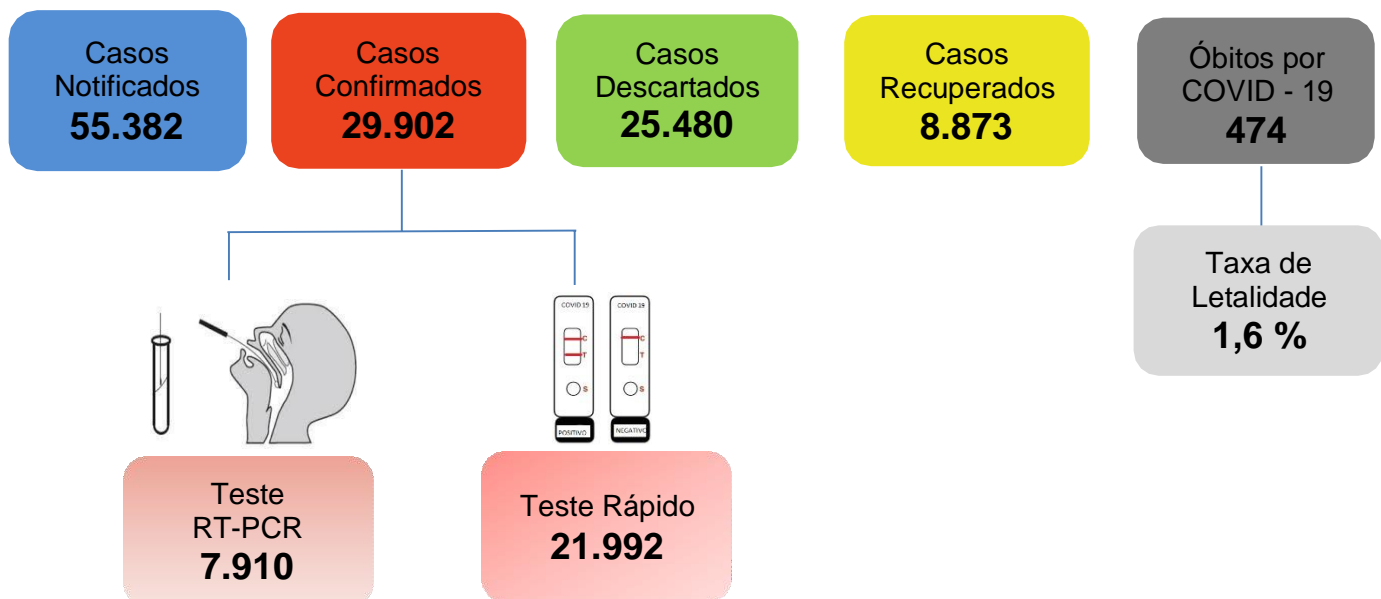 Casos
Notificados
55.382
Casos
Confirmados
29.902
Casos
Descartados
25.480
Casos
Recuperados
8.873
Óbitos por
COVID - 19
474
Taxa de
Letalidade
1,6 %
COVID 19
C
T
S
POSITIVO
COVID 19
C
T
S
NEGATIVO
Teste
RT-PCR
7.910
Teste Rápido
21.992